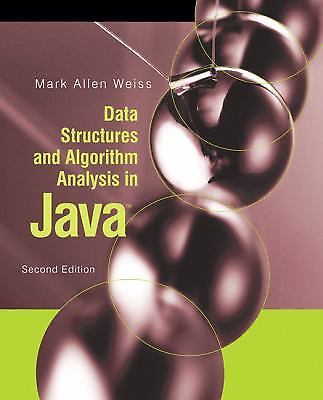 Mark Allen Weiss
Data
Structures
and Algorithm
Analysis in
Java™
Second Edition